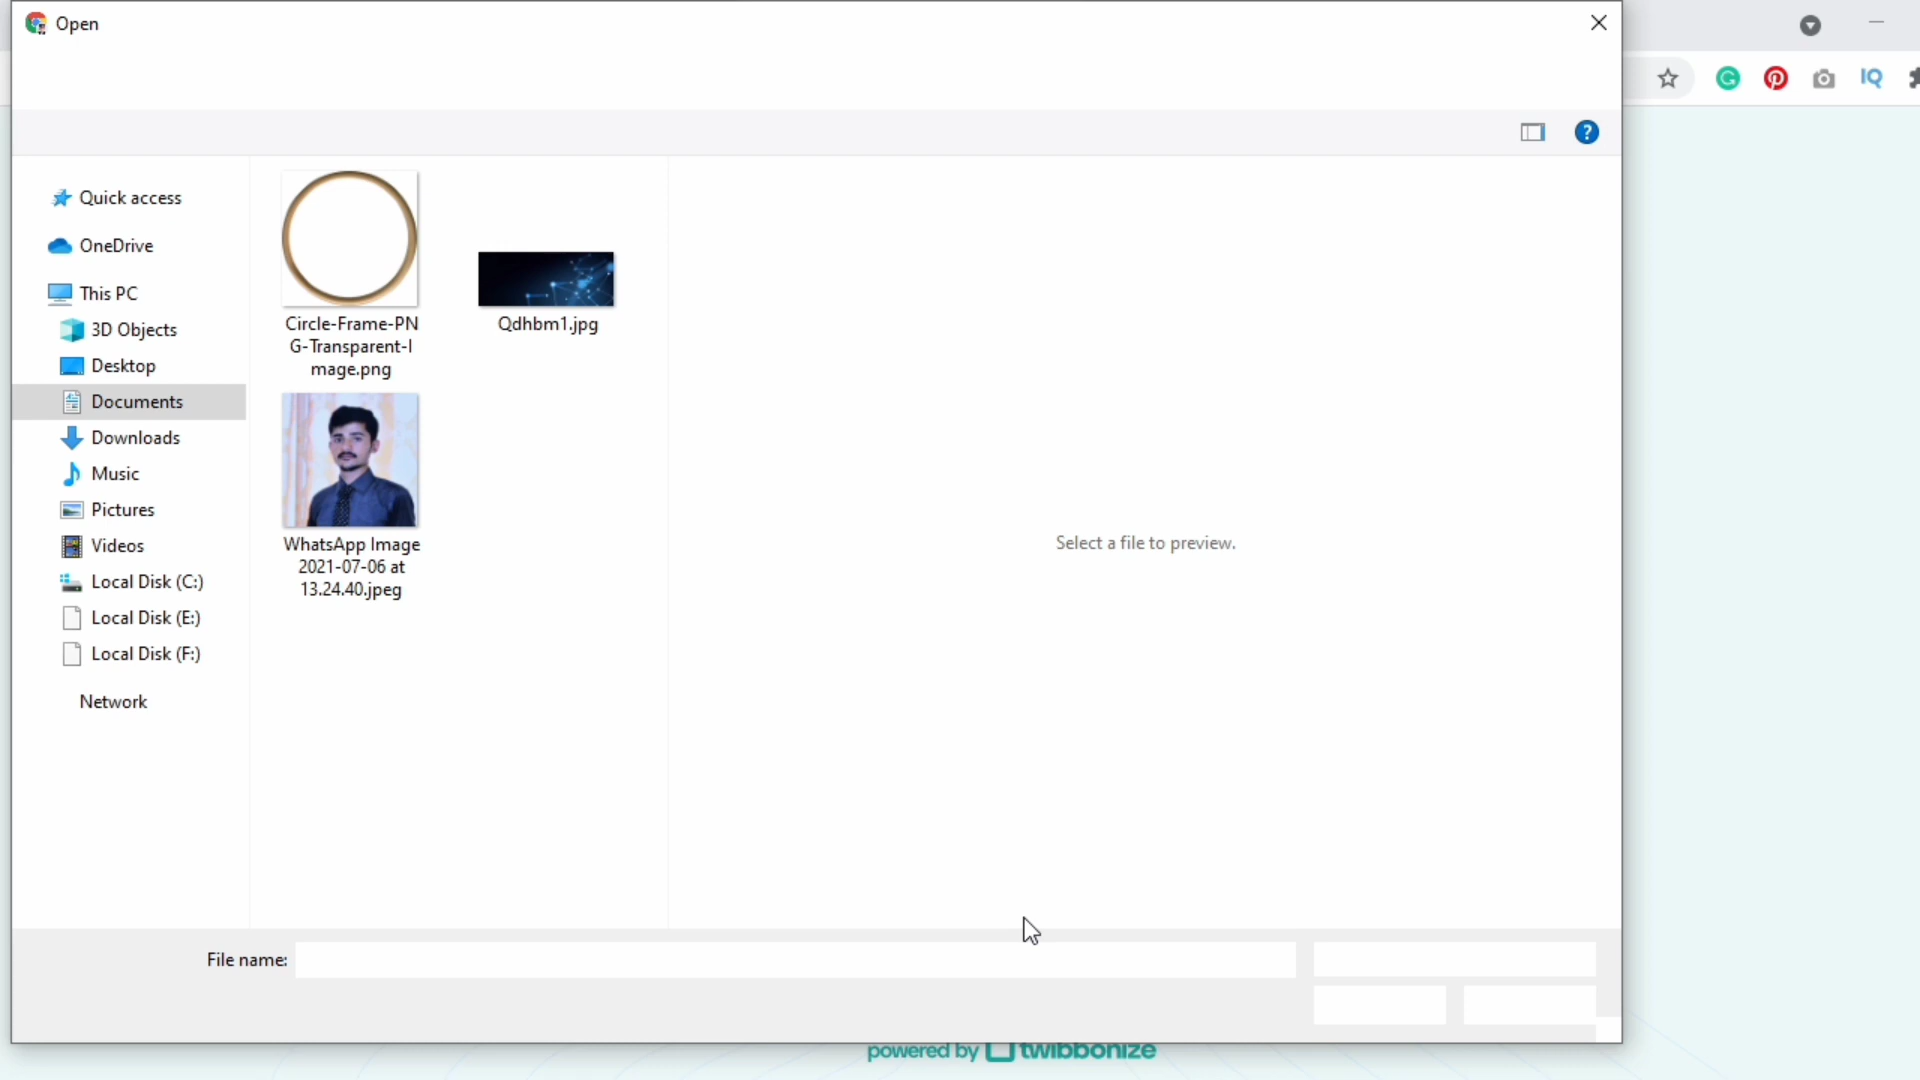 Open
IQ
Quick access
OneDrive
This PC
3D Objects
Desktop
Documents
Downloads
Music
Pictures
Videos
Local Disk (C:)
Local Disk (E:)
Local Disk (F:)
Network
Circle-Frame-PN
G-Transparent-I
mage.png
Qdhbm1.jpg
WhatsApp Image
2021-07-06 at
13.24.40.jpeg
Select a file to preview.
File name:
powered by twibbonize